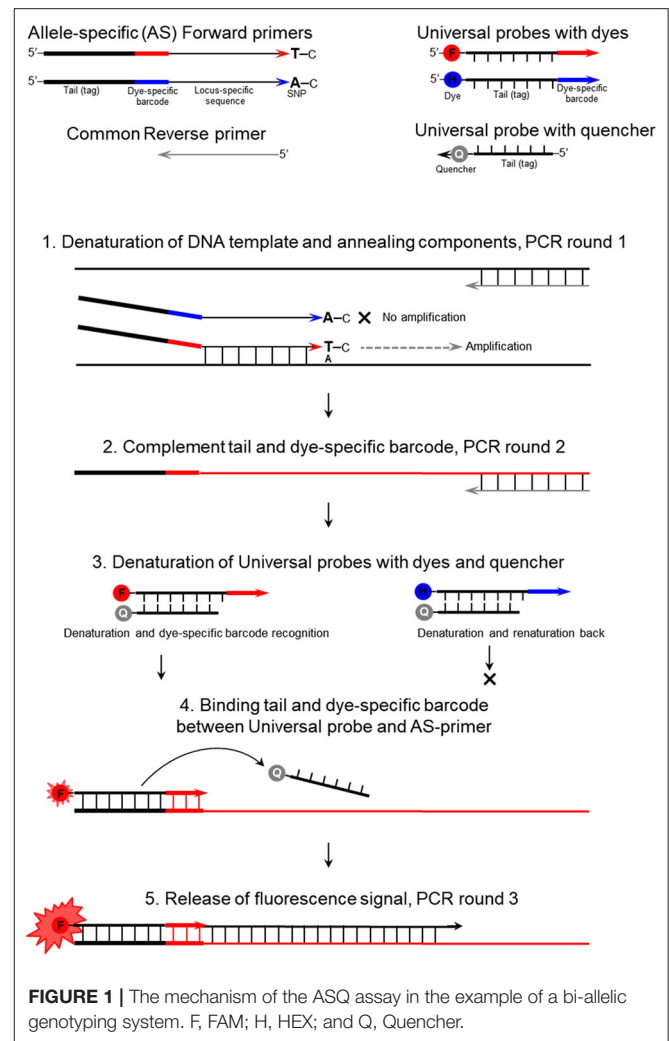 Allele-specific (AS) Forward primers
5'- T-C
5'- A-C
Tail (tag) Dye-specific barcode Locus-specific sequence SNP
Common Reverse primer
5'
Universal probes with dyes
5'- F
5'- H
Dye Tail (tag) Dye-specific barcode
Universal probe with quencher
Q -5'
Quencher Tail (tag)
1. Denaturation of DNA template and annealing components, PCR round 1
A-C × No amplification
T-C Amplification
A
2. Complement tail and dye-specific barcode, PCR round 2
3. Denaturation of Universal probes with dyes and quencher
F H
Q Q
Denaturation and dye-specific barcode recognition Denaturation and renaturation back
×
4. Binding tail and dye-specific barcode
between Universal probe and AS-primer
Q
F
5. Release of fluorescence signal, PCR round 3
F
FIGURE 1 | The mechanism of the ASQ assay in the example of a bi-allelic
genotyping system. F, FAM; H, HEX; and Q, Quencher.